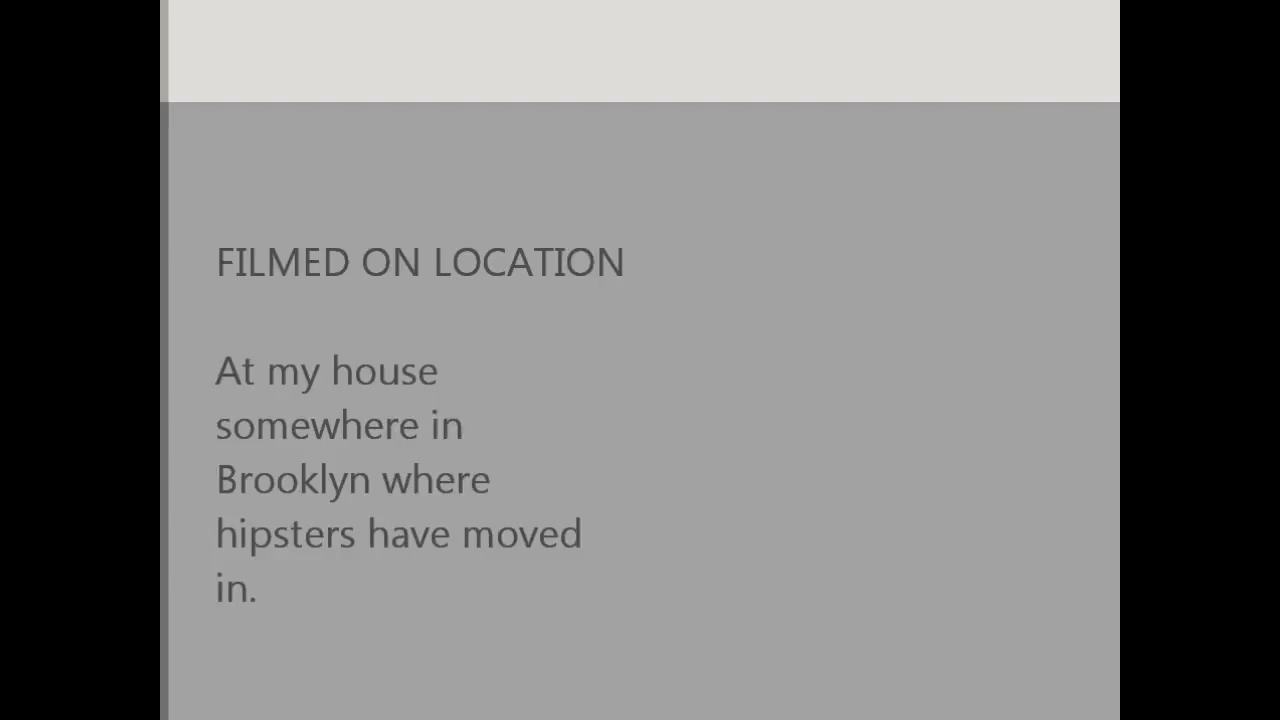 FILMED ON LOCATION
At my house
somewhere in
Brooklyn where
hipsters have moved
in.